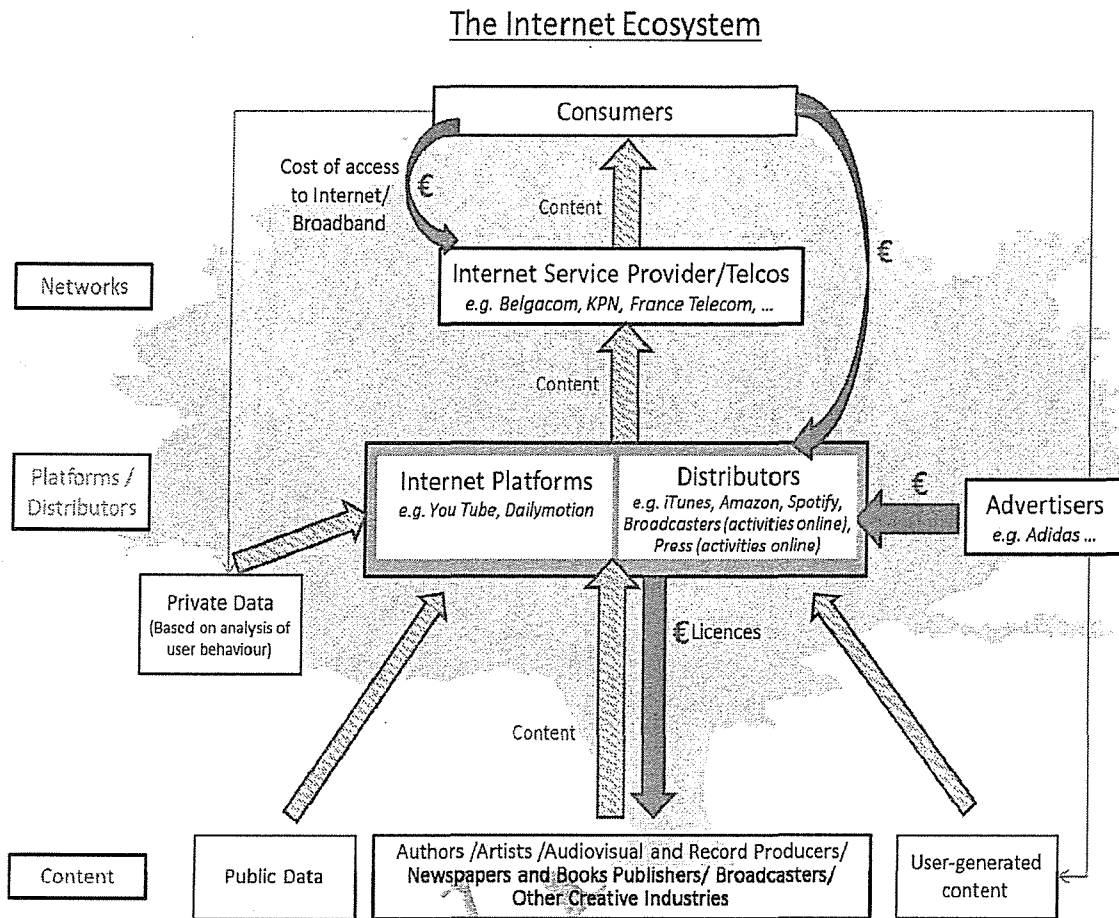 The Internet Ecosystem
Consumers
Cost of access
to Internet/
Broadband
€
Content
€
Networks
Internet Service Provider/Telcos
e.g. Belgacom, KPN, France Telecom, ...
Content
Platforms /
Distributors
Internet Platforms
e.g. You Tube, Dailymotion
Distributors
e.g. iTunes, Amazon, Spotify,
Broadcasters (activities online),
Press (activities online)
€
Advertisers
e.g. Adidas ...
Private Data
(Based on analysis of
user behaviour)
€ Licences
Content
Content
Public Data
Authors /Artists /Audiovisual and Record Producers/
Newspapers and Books Publishers/ Broadcasters/
Other Creative Industries
User-generated
content